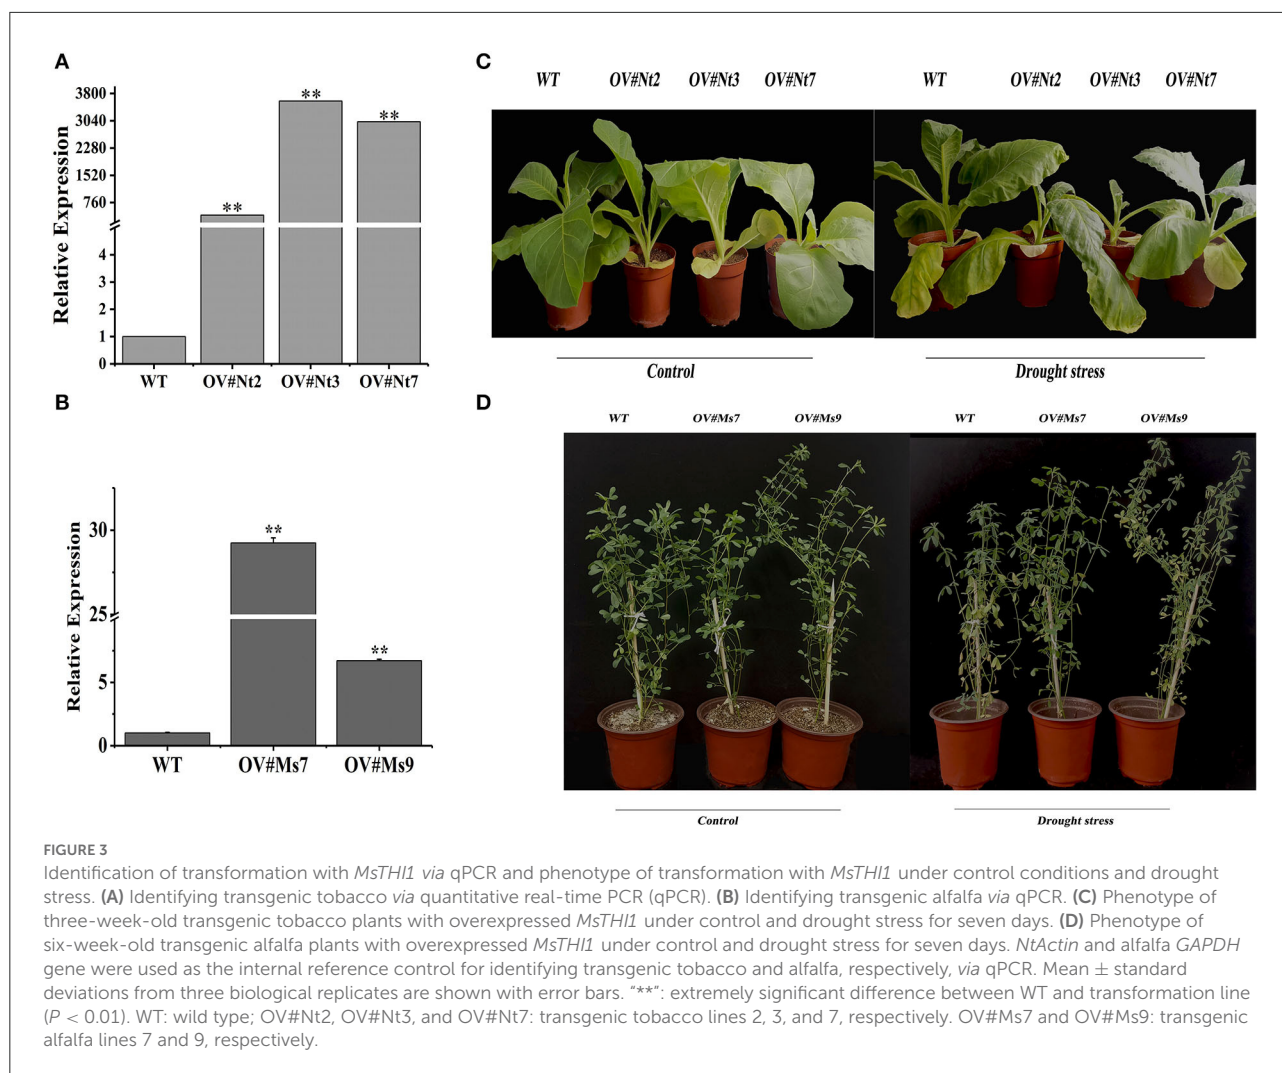 A
Relative Expression
3800
3040
2280
1520
760
4
3
2
1
0
**
**
**
WT OV#Nt2 OV#Nt3 OV#Nt7
B
Relative Expression
30
25
5
0
**
**
WT OV#Ms7 OV#Ms9
C
WT OV#Nt2 OV#Nt3 OV#Nt7 WT OV#Nt2 OV#Nt3 OV#Nt7
Control Drought stress
D
WT OV#Ms7 OV#Ms9 WT OV#Ms7 OV#Ms9
Control Drought stress
FIGURE 3
Identification of transformation with MsTHI1 via qPCR and phenotype of transformation with MsTHI1 under control conditions and drought
stress. (A) Identifying transgenic tobacco via quantitative real-time PCR (qPCR). (B) Identifying transgenic alfalfa via qPCR. (C) Phenotype of
three-week-old transgenic tobacco plants with overexpressed MsTHI1 under control and drought stress for seven days. (D) Phenotype of
six-week-old transgenic alfalfa plants with overexpressed MsTHI1 under control and drought stress for seven days. NtActin and alfalfa GAPDH
gene were used as the internal reference control for identifying transgenic tobacco and alfalfa, respectively, via qPCR. Mean ± standard
deviations from three biological replicates are shown with error bars. "**": extremely significant difference between WT and transformation line
(P < 0.01). WT: wild type; OV#Nt2, OV#Nt3, and OV#Nt7: transgenic tobacco lines 2, 3, and 7, respectively. OV#Ms7 and OV#Ms9: transgenic
alfalfa lines 7 and 9, respectively.